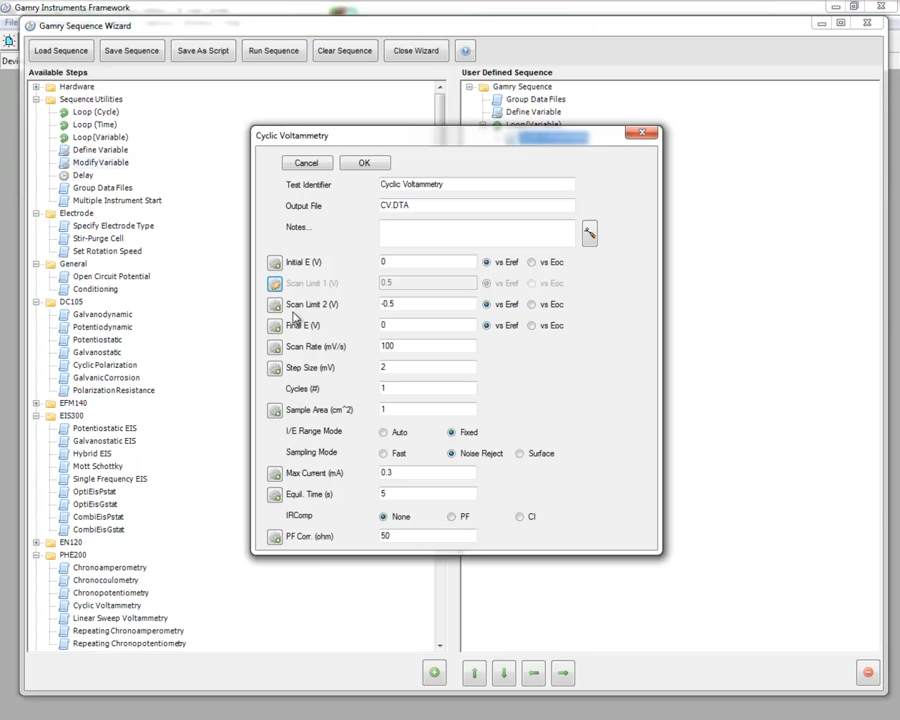 Gamry Instruments Framework
Gamry Sequence Wizard
Load Sequence Save Sequence Save As Script Run Sequence Clear Sequence Close Wizard
Available Steps
Hardware
Sequence Utilities
Loop (Cycle)
Loop (Time)
Loop (Variable)
Define Variable
Modify Variable
Delay
Group Data Files
Multiple Instrument Start
Electrode
Specify Electrode Type
Stir-Purge Cell
Set Rotation Speed
General
Open Circuit Potential
Conditioning
DC105
Galvanodynamic
Potentiodynamic
Potentiostatic
Galvanostatic
Cyclic Polarization
Galvanic Corrosion
Polarization Resistance
EFM140
EIS300
Potentiostatic EIS
Galvanostatic EIS
Hybrid EIS
Mott Schottky
Single Frequency EIS
OptiEisPstat
OptiEisGstat
CombiEisPstat
CombiEisGstat
EN120
PHE200
Chronoamperometry
Chronocoulometry
Chronopotentiometry
Cyclic Voltammetry
Linear Sweep Voltammetry
Repeating Chronoamperometry
Repeating Chronopotentiometry
User Defined Sequence
Gamry Sequence
Group Data Files
Define Variable
Cyclic Voltammetry
Cancel OK
Test Identifier Cyclic Voltammetry
Output File CV.DTA
Notes...
Initial E (V) 0 vs Eref vs Eoc
Scan Limit 1 (V) 0.5 vs Eref vs Eoc
Scan Limit 2 (V) -0.5 vs Eref vs Eoc
Final E (V) 0 vs Eref vs Eoc
Scan Rate (mV/s) 100
Step Size (mV) 2
Cycles (#) 1
Sample Area (cm^2) 1
I/E Range Mode Auto Fixed
Sampling Mode Fast Noise Reject Surface
Max Current (mA) 0.3
Equil. Time (s) 5
IRComp None PF CI
PF Corr. (ohm) 50